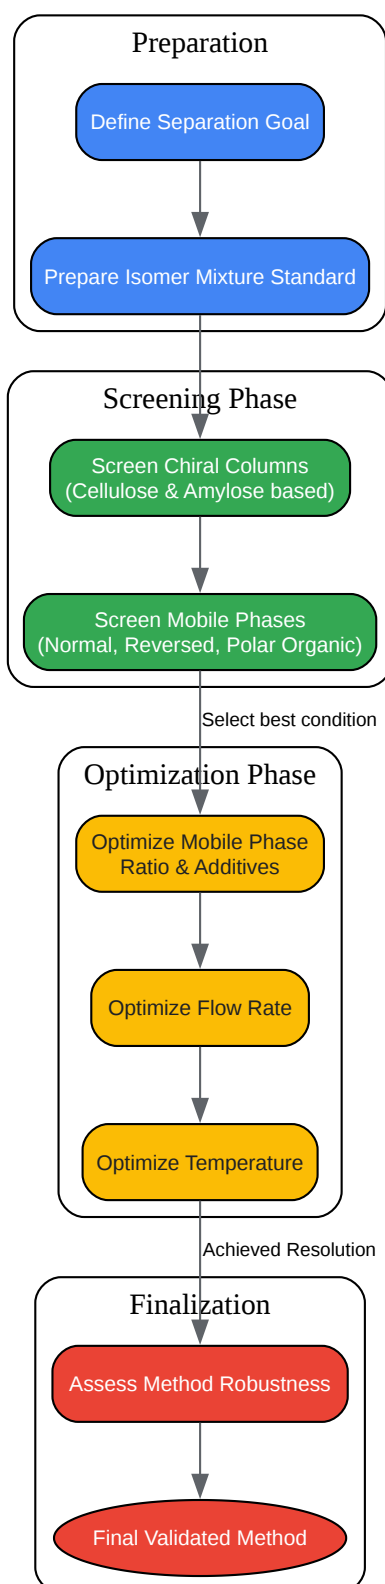 Preparation
Define Separation Goal
Prepare Isomer Mixture Standard
Screening Phase
Screen Chiral Columns
(Cellulose & Amylose based)
Screen Mobile Phases
(Normal, Reversed, Polar Organic)
Select best condition
Optimization Phase
Optimize Mobile Phase
Ratio & Additives
Optimize Flow Rate
Optimize Temperature
Achieved Resolution
Finalization
Assess Method Robustness
Final Validated Method